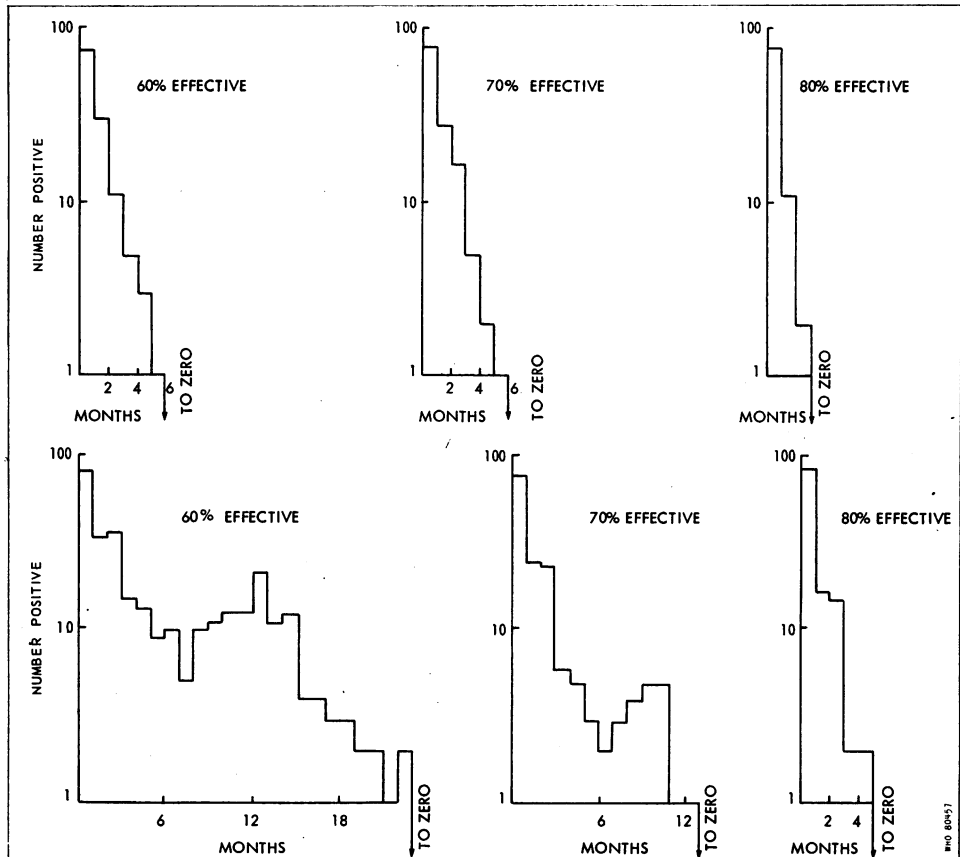 100
10
1
NUMBER POSITIVE
60% EFFECTIVE
2 4 6
MONTHS
TO ZERO
100
10
1
70% EFFECTIVE
2 4 6
MONTHS
TO ZERO
100
10
1
80% EFFECTIVE
MONTHS
TO ZERO
100
10
1
NUMBER POSITIVE
60% EFFECTIVE
6 12 18
MONTHS
TO ZERO
100
10
1
70% EFFECTIVE
6 12
MONTHS
TO ZERO
100
10
1
80% EFFECTIVE
2 4
MONTHS
TO ZERO
WHO 80457